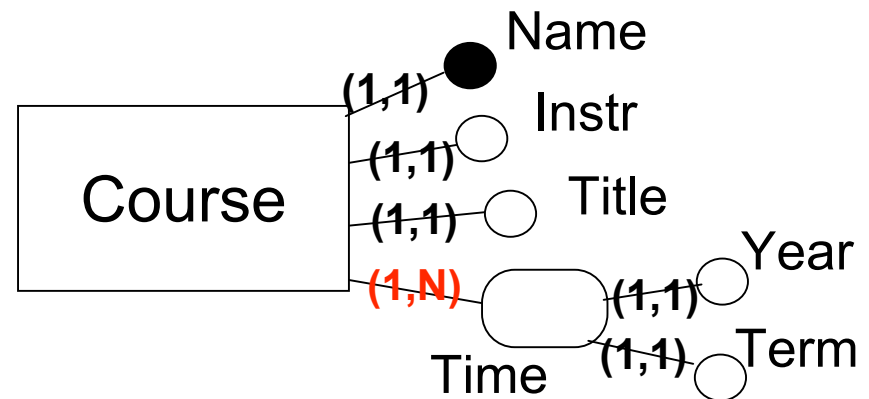 Name
(1,1)
Instr
(1,1)
Course
Title
(1,1)
Year
(1,N)
(1,1)
Time
(1,1)
Term